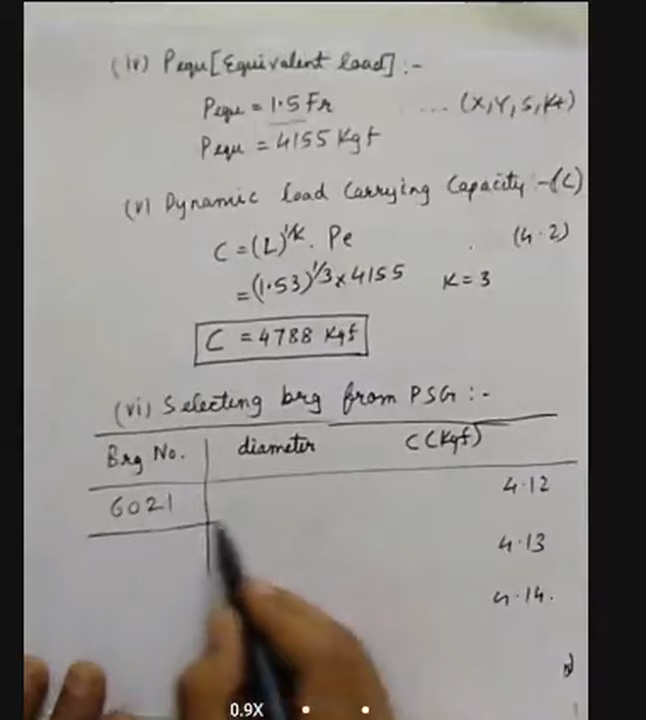 (iv) Pequ [Equivalent load] :-
Pequ = 1.5 Fr ... (X, Y, S, Kt)
Pequ = 4155 Kgf
(v) Dynamic load Carrying Capacity :-(C)
C = (L)^1/K . Pe (4.2)
= (1.53)^1/3 x 4155 K = 3
C = 4788 Kgf
(vi) Selecting brg from PSG :-
Brg No. diameter C (Kgf)
6021 4.12
4.13
4.14.
0.9X